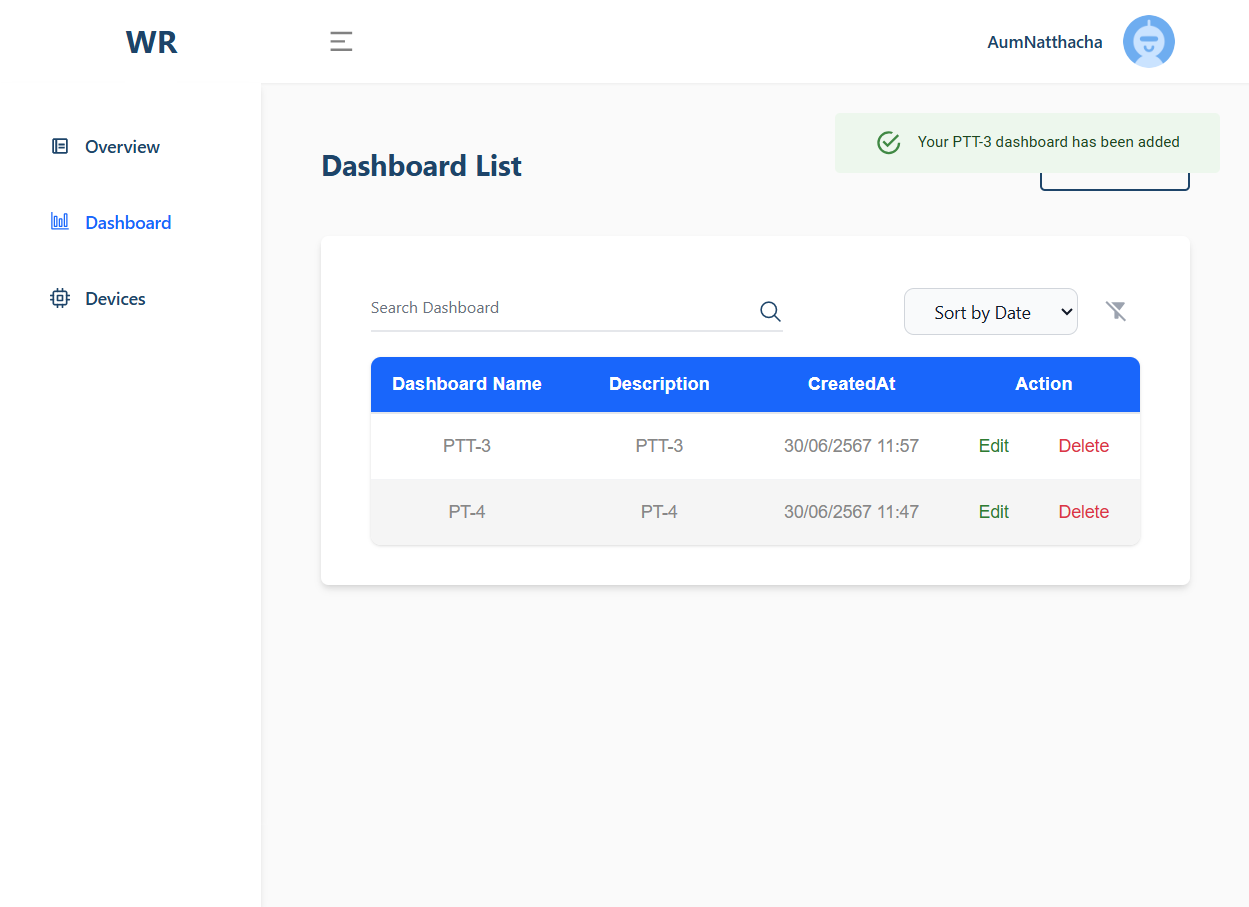 WR
AumNatthacha
Overview
Dashboard
Devices
Dashboard List
Your PTT-3 dashboard has been added
Search Dashboard
Sort by Date
Dashboard Name Description CreatedAt Action
PTT-3 PTT-3 30/06/2567 11:57 Edit Delete
PT-4 PT-4 30/06/2567 11:47 Edit Delete